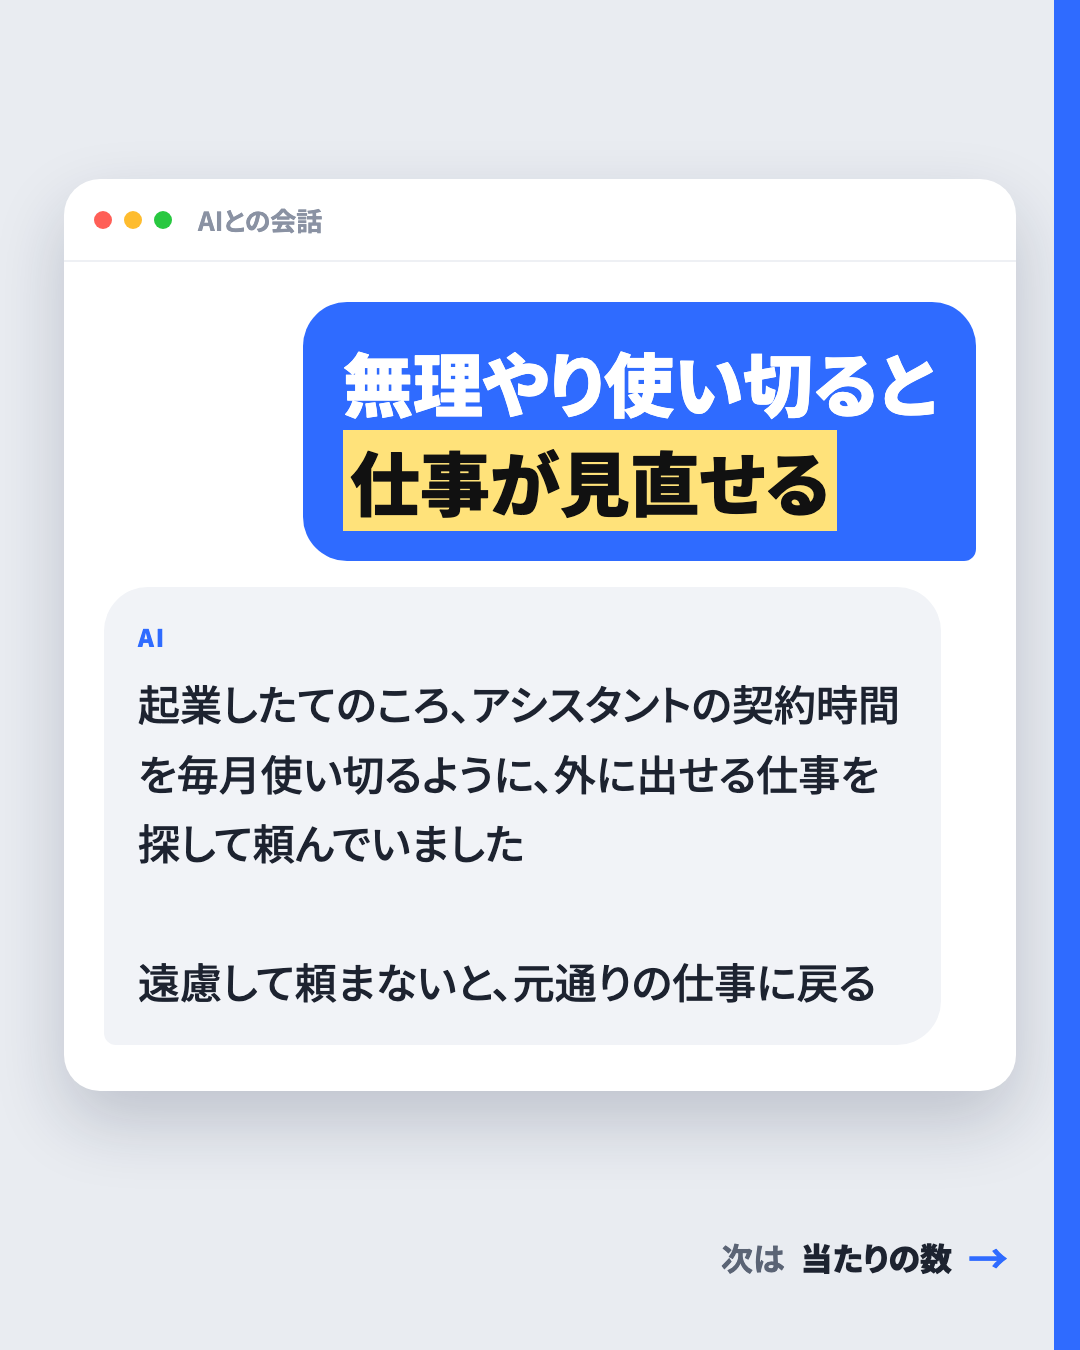 AIとの会話
無理やり使い切ると
仕事が見直せる
AI
起業したてのころ、アシスタントの契約時間
を毎月使い切るように、外に出せる仕事を
探して頼んでいました
遠慮して頼まないと、元通りの仕事に戻る
次は 当たりの数 →